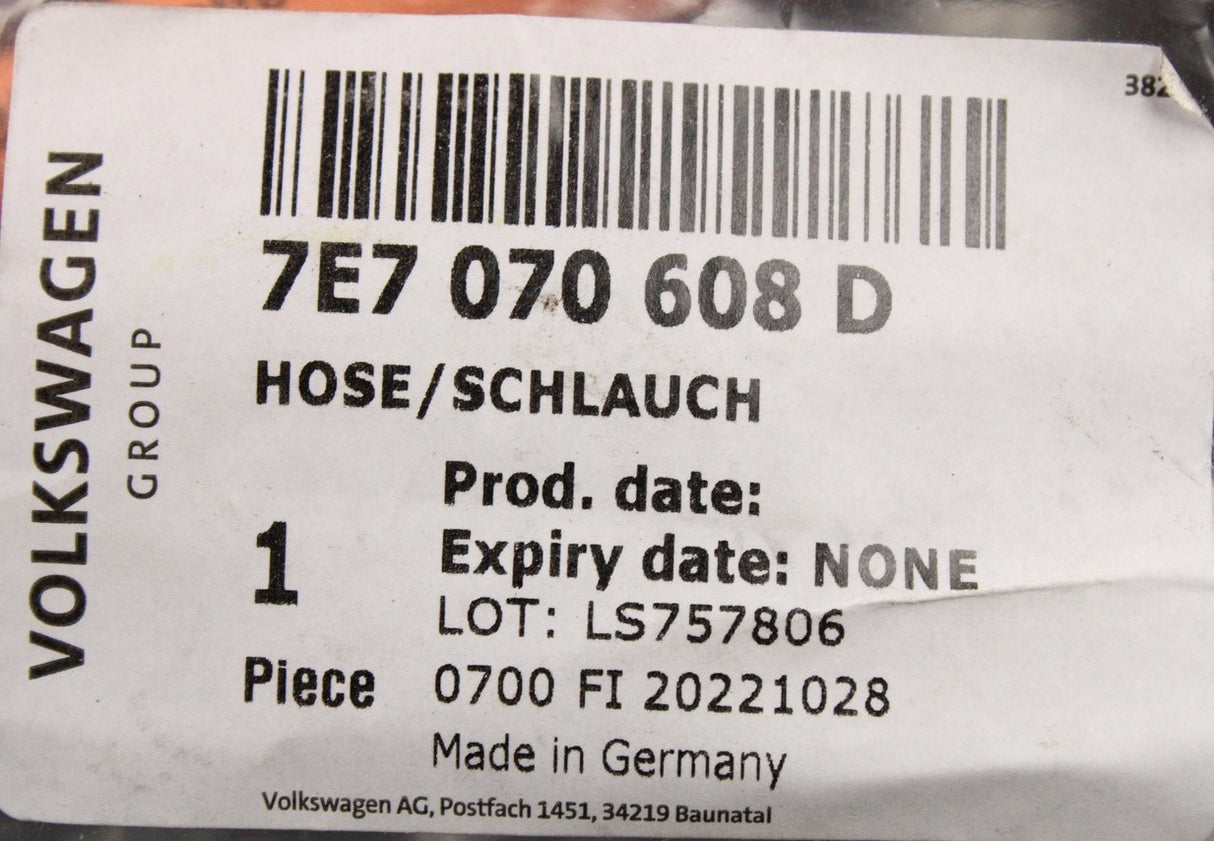 382
VOLKSWAGEN
GROUP
7E7 070 608 D
HOSE/SCHLAUCH
Prod. date:
Expiry date: NONE
1
LOT: LS757806
Piece
0700 FI 20221028
Made in Germany
Volkswagen AG, Postfach 1451, 34219 Baunatal